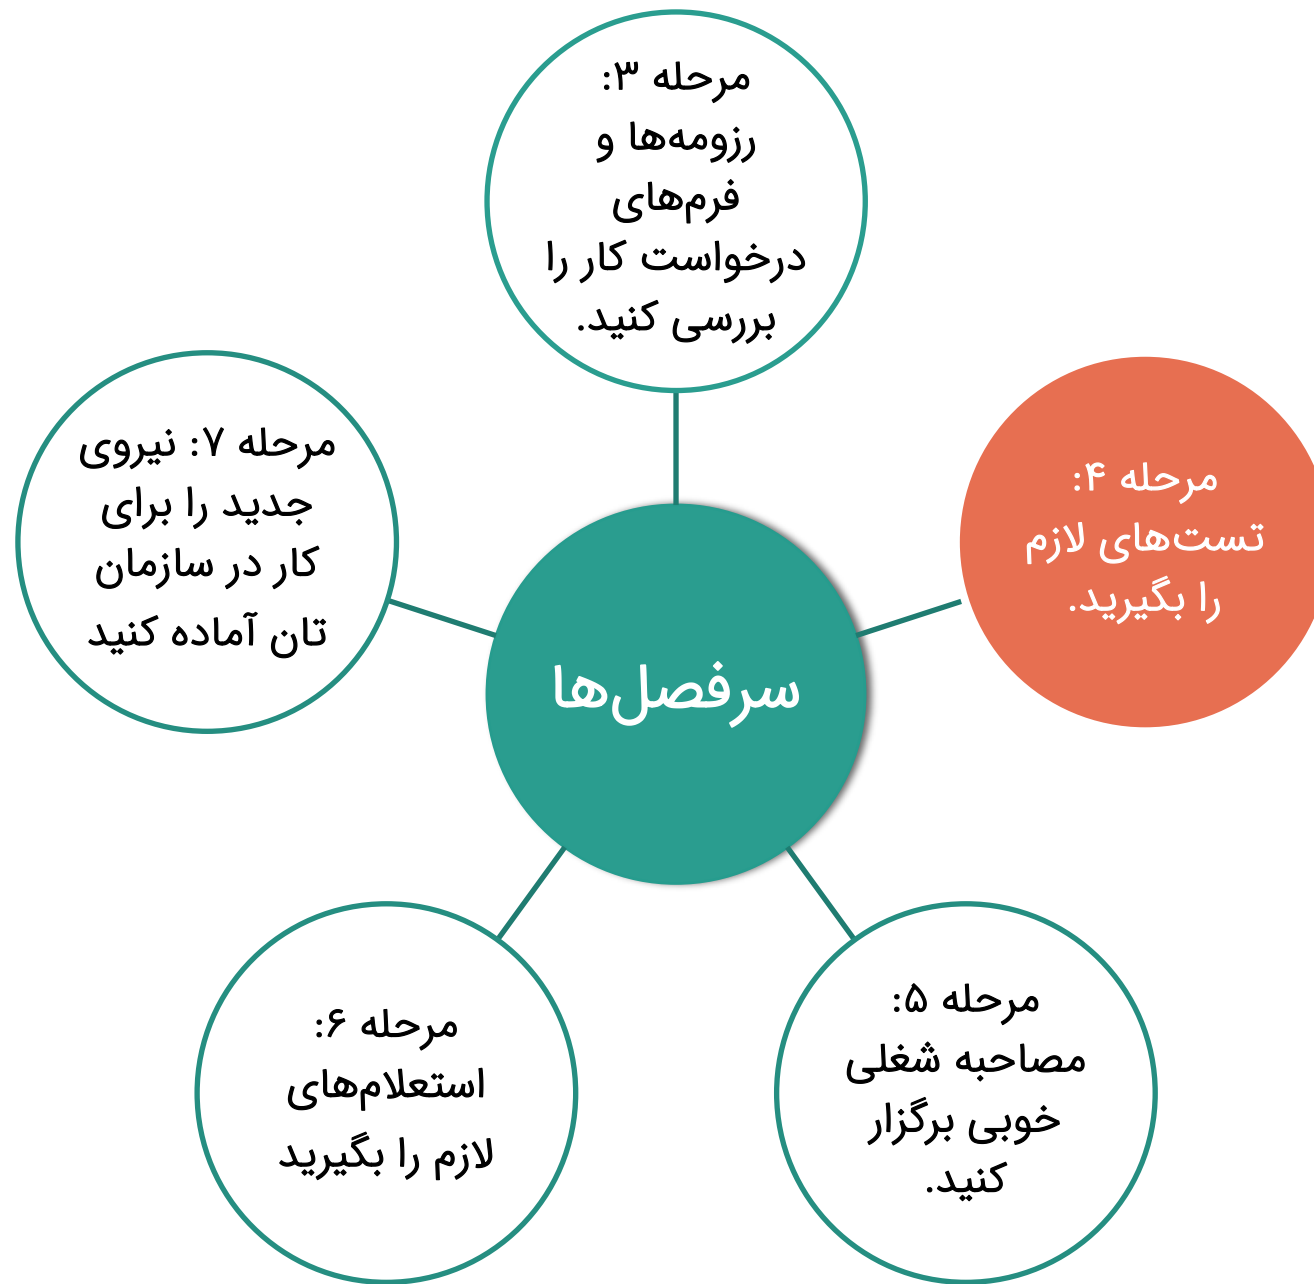 مرحله ۳:
رزومه‌ها و
فرم‌های
درخواست کار را
بررسی کنید.
مرحله ۴:
تست‌های لازم
را بگیرید.
مرحله ۵:
مصاحبه شغلی
خوبی برگزار
کنید.
مرحله ۶:
استعلام‌های
لازم را بگیرید
مرحله ۷: نیروی
جدید را برای
کار در سازمان
تان آماده کنید
سرفصل‌ها